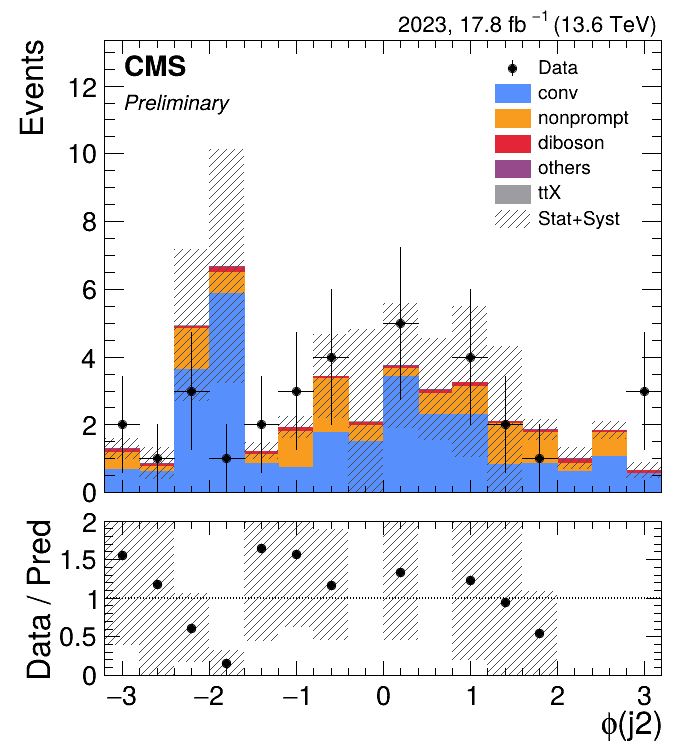 2023, 17.8 fb⁻¹ (13.6 TeV)
Events
CMS
Preliminary
Data
conv
nonprompt
diboson
others
ttX
Stat+Syst
12
10
8
6
4
2
0
Data / Pred
2
1.5
1
0.5
0
−3 −2 −1 0 1 2 3
ϕ(j2)